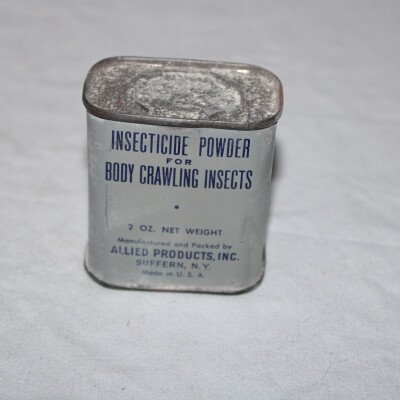 INSECTICIDE POWDER
FOR
BODY CRAWLING INSECTS
•
2 OZ. NET WEIGHT
Manufactured and Packed by
ALLIED PRODUCTS, INC.
SUFFERN, N.Y.
Made in U.S.A.